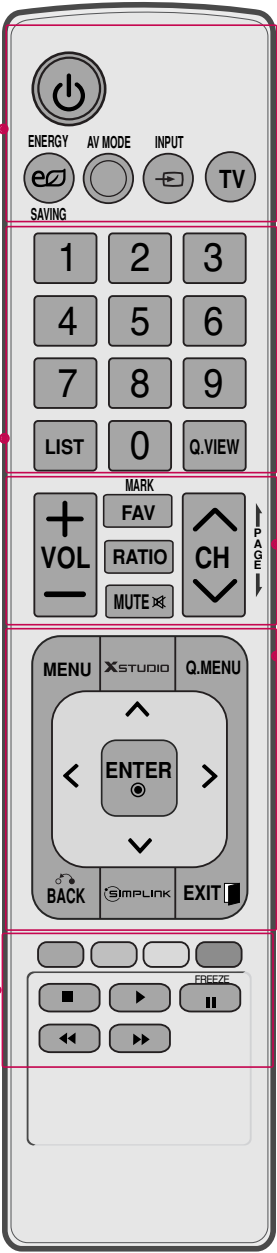 ENERGY AV MODE INPUT
TV
SAVING
1 2 3
4 5 6
7 8 9
LIST 0 Q.VIEW
MARK
FAV
VOL RATIO CH
PAGE
MUTE
MENU XSTUDIO Q.MENU
ENTER
BACK SIMPLINK EXIT
FREEZE